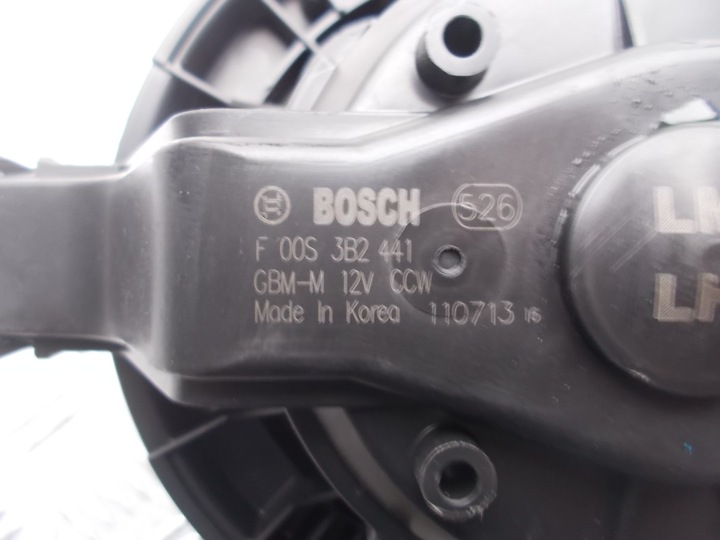 BOSCH 526
F 00S 3B2 441
GBM-M 12V CCW
Made In Korea 110713